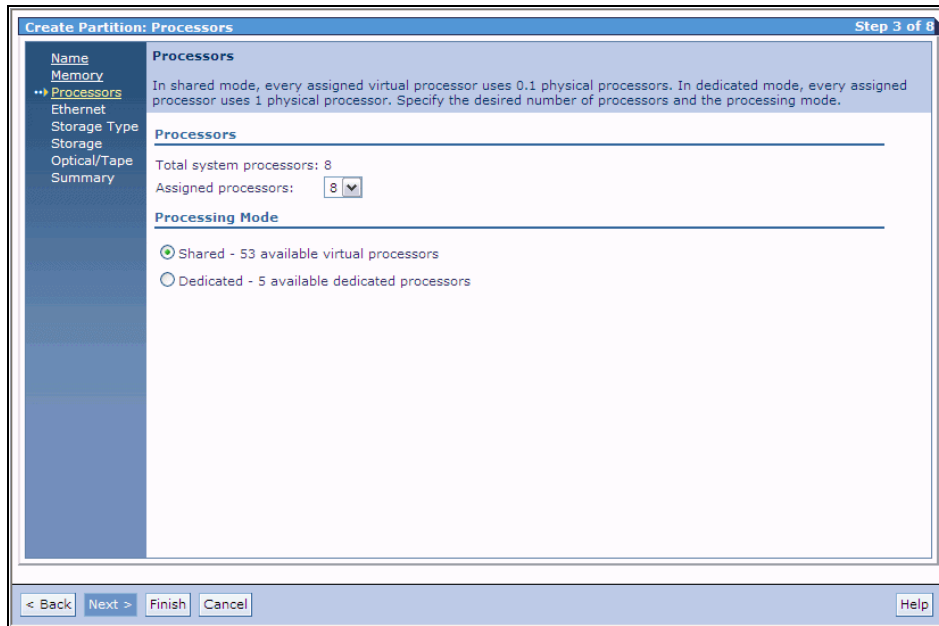 Create Partition: Processors
Step 3 of 8
Name
Memory
Processors
Ethernet
Storage Type
Storage
Optical/Tape
Summary
Processors
In shared mode, every assigned virtual processor uses 0.1 physical processors. In dedicated mode, every assigned
processor uses 1 physical processor. Specify the desired number of processors and the processing mode.
Processors
Total system processors: 8
Assigned processors: 8
Processing Mode
Shared - 53 available virtual processors
Dedicated - 5 available dedicated processors
< Back
Next >
Finish
Cancel
Help